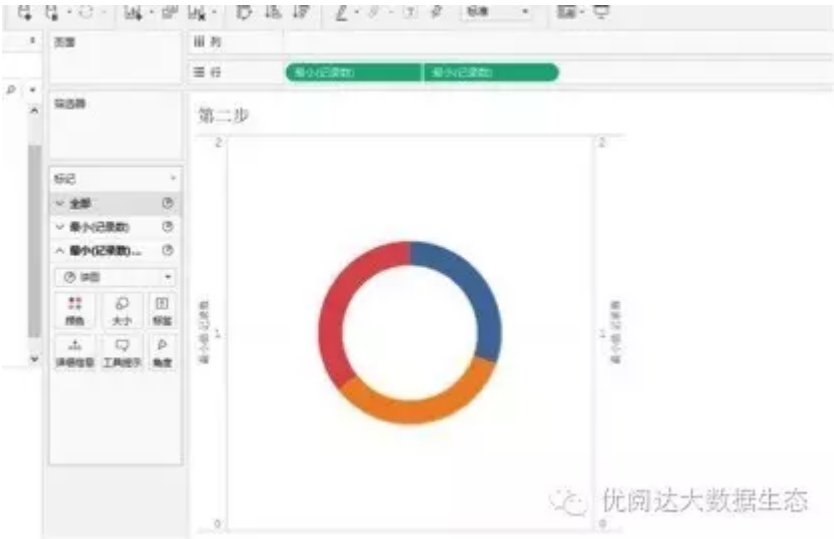 标准
页面
列
行
最小(记录数)
最小(记录数)
筛选器
第二步
2
2
标记
全部
最小(记录数)
最小(记录数)...
饼图
颜色
大小
标签
详细信息
工具提示
角度
1
1
0
0
优阅达大数据生态